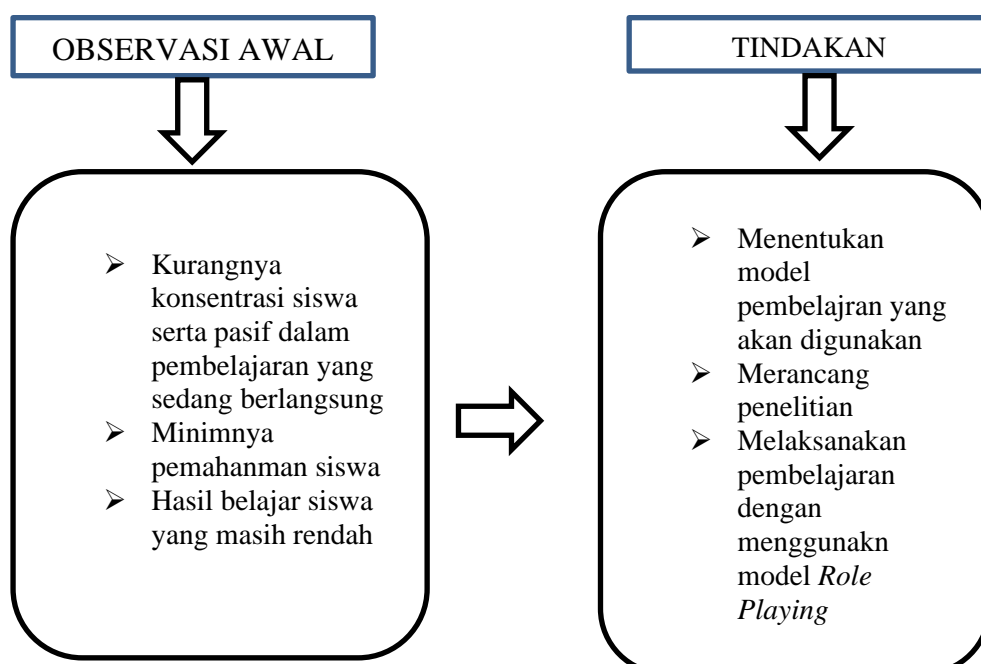 OBSERVASI AWAL
➢ Kurangnya
konsentrasi siswa
serta pasif dalam
pembelajaran yang
sedang berlangsung
➢ Minimnya
pemahanman siswa
➢ Hasil belajar siswa
yang masih rendah
TINDAKAN
➢ Menentukan
model
pembelajran yang
akan digunakan
➢ Merancang
penelitian
➢ Melaksanakan
pembelajaran
dengan
menggunakn
model Role
Playing